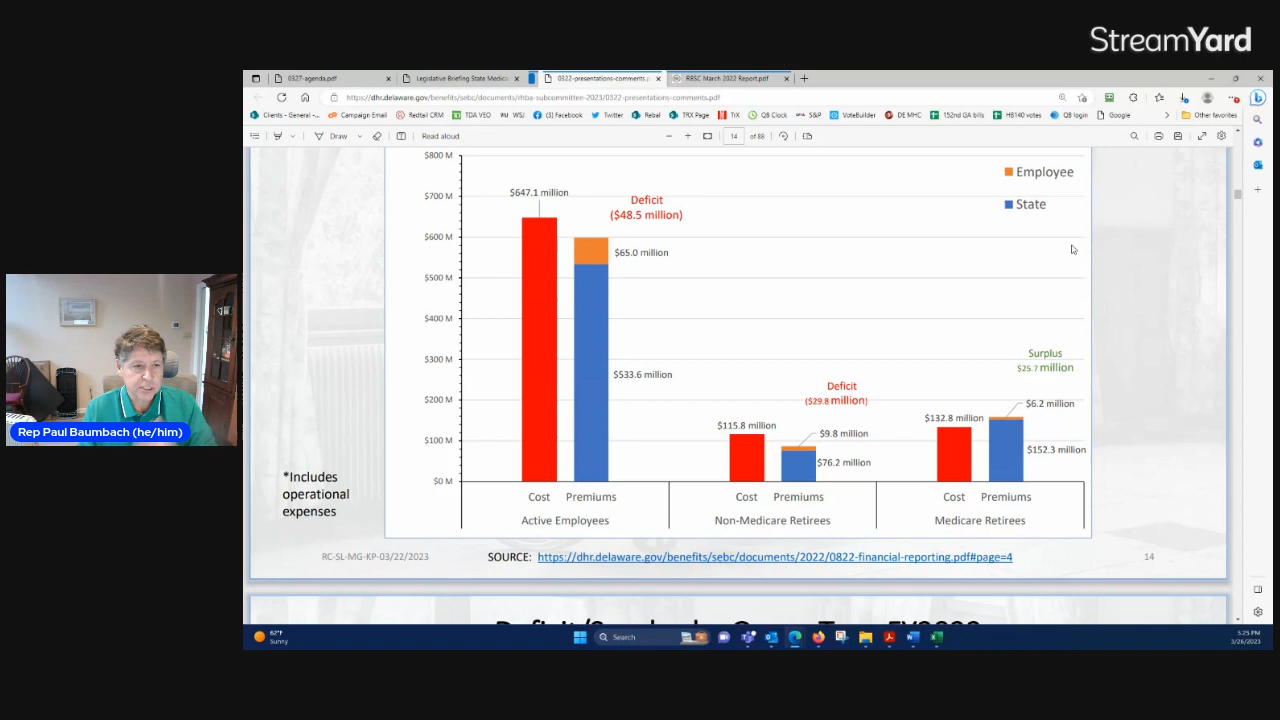 StreamYard
0327-agenda.pdf
Legislative Briefing State Medica
0322-presentations-comments.p
RBSC March 2022 Report.pdf
https://dhr.delaware.gov/benefits/sebc/documents/rhba-subcommittee-2023/0322-presentations-comments.pdf
Clients - General -...
Campaign Email
Redtail CRM
TDA VEO
WSJ
(3) Facebook
Twitter
Rebal
TRX Page
TrX
QB Clock
S&P
VoteBuilder
DE MHC
152nd GA bills
H8140 votes
QB login
Google
Other favorites
Draw
Read aloud
14
of 88
$800 M
$700 M
$600 M
$500 M
$400 M
$300 M
$200 M
$100 M
$0 M
Employee
State
$647.1 million
Deficit
($48.5 million)
$65.0 million
$533.6 million
Deficit
($29.8 million)
$115.8 million
$9.8 million
$76.2 million
Surplus
$25.7 million
$132.8 million
$6.2 million
$152.3 million
Cost Premiums
Cost Premiums
Cost Premiums
Active Employees
Non-Medicare Retirees
Medicare Retirees
*Includes
operational
expenses
RC-SL-MG-KP-03/22/2023
SOURCE: https://dhr.delaware.gov/benefits/sebc/documents/2022/0822-financial-reporting.pdf#page=4
14
Rep Paul Baumbach (he/him)
62°F
Sunny
Search
5:25 PM
3/26/2023